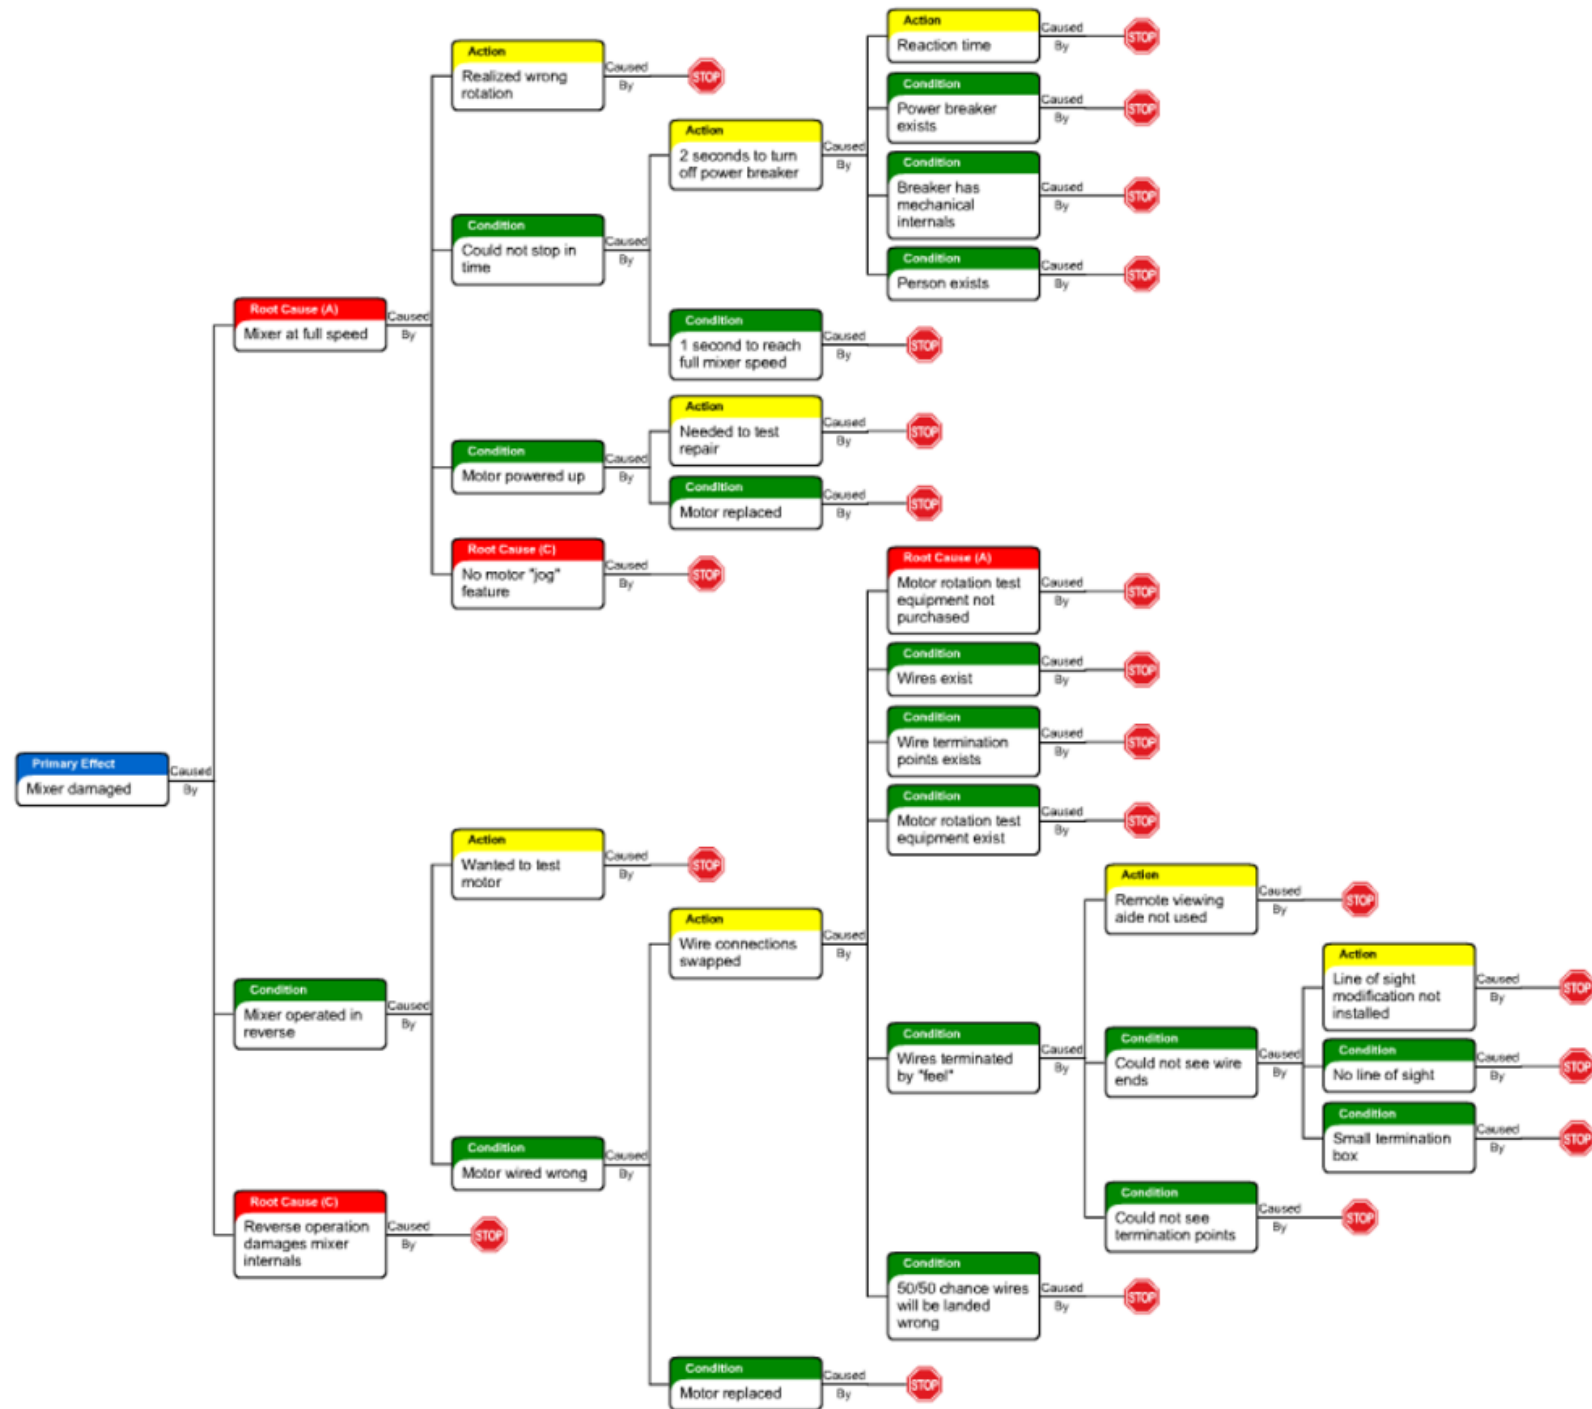 Action
Reaction time
Caused
By
STOP
Action
Realized wrong
rotation
Caused
By
STOP
Condition
Power breaker
exists
Caused
By
STOP
Action
2 seconds to turn
off power breaker
Caused
By
Condition
Breaker has
mechanical
internals
Caused
By
STOP
Condition
Could not stop in
time
Caused
By
Condition
Person exists
Caused
By
STOP
Root Cause (A)
Mixer at full speed
Caused
By
Condition
1 second to reach
full mixer speed
Caused
By
STOP
Action
Needed to test
repair
Caused
By
STOP
Condition
Motor powered up
Caused
By
Condition
Motor replaced
Caused
By
STOP
Root Cause (C)
No motor "jog"
feature
Caused
By
STOP
Root Cause (A)
Motor rotation test
equipment not
purchased
Caused
By
STOP
Condition
Wires exist
Caused
By
STOP
Condition
Wire termination
points exists
Caused
By
STOP
Primary Effect
Mixer damaged
Caused
By
Condition
Motor rotation test
equipment exist
Caused
By
STOP
Action
Wanted to test
motor
Caused
By
STOP
Action
Remote viewing
aide not used
Caused
By
STOP
Action
Wire connections
swapped
Caused
By
Action
Line of sight
modification not
installed
Caused
By
STOP
Condition
Mixer operated in
reverse
Caused
By
Condition
Wires terminated
by "feel"
Caused
By
Condition
Could not see wire
ends
Caused
By
Condition
No line of sight
Caused
By
STOP
Condition
Small termination
box
Caused
By
STOP
Condition
Motor wired wrong
Caused
By
Root Cause (C)
Reverse operation
damages mixer
internals
Caused
By
STOP
Condition
Could not see
termination points
Caused
By
STOP
Condition
50/50 chance wires
will be landed
wrong
Caused
By
STOP
Condition
Motor replaced
Caused
By
STOP